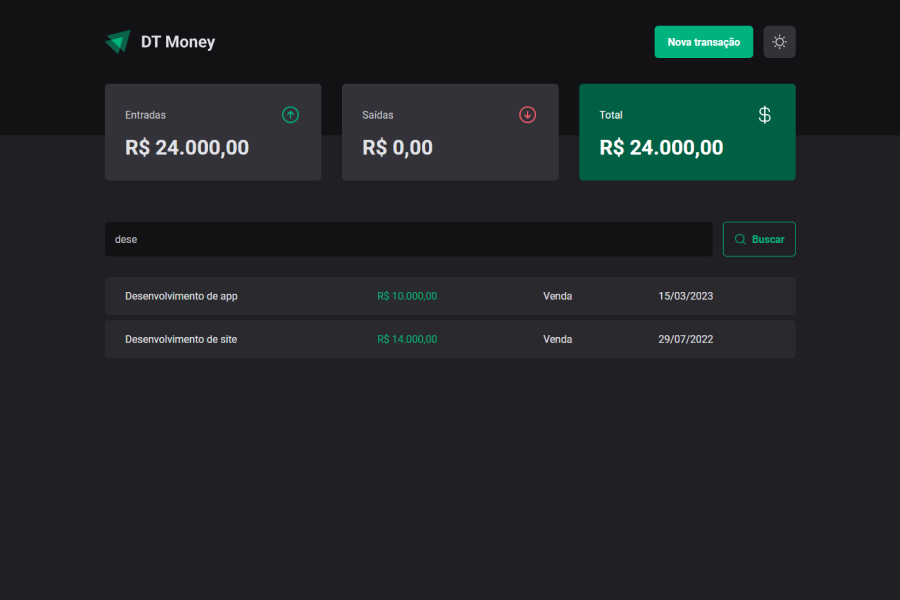 DT Money
Nova transação
Entradas
R$ 24.000,00
Saídas
R$ 0,00
Total
$
R$ 24.000,00
dese
Buscar
Desenvolvimento de app R$ 10.000,00 Venda 15/03/2023
Desenvolvimento de site R$ 14.000,00 Venda 29/07/2022